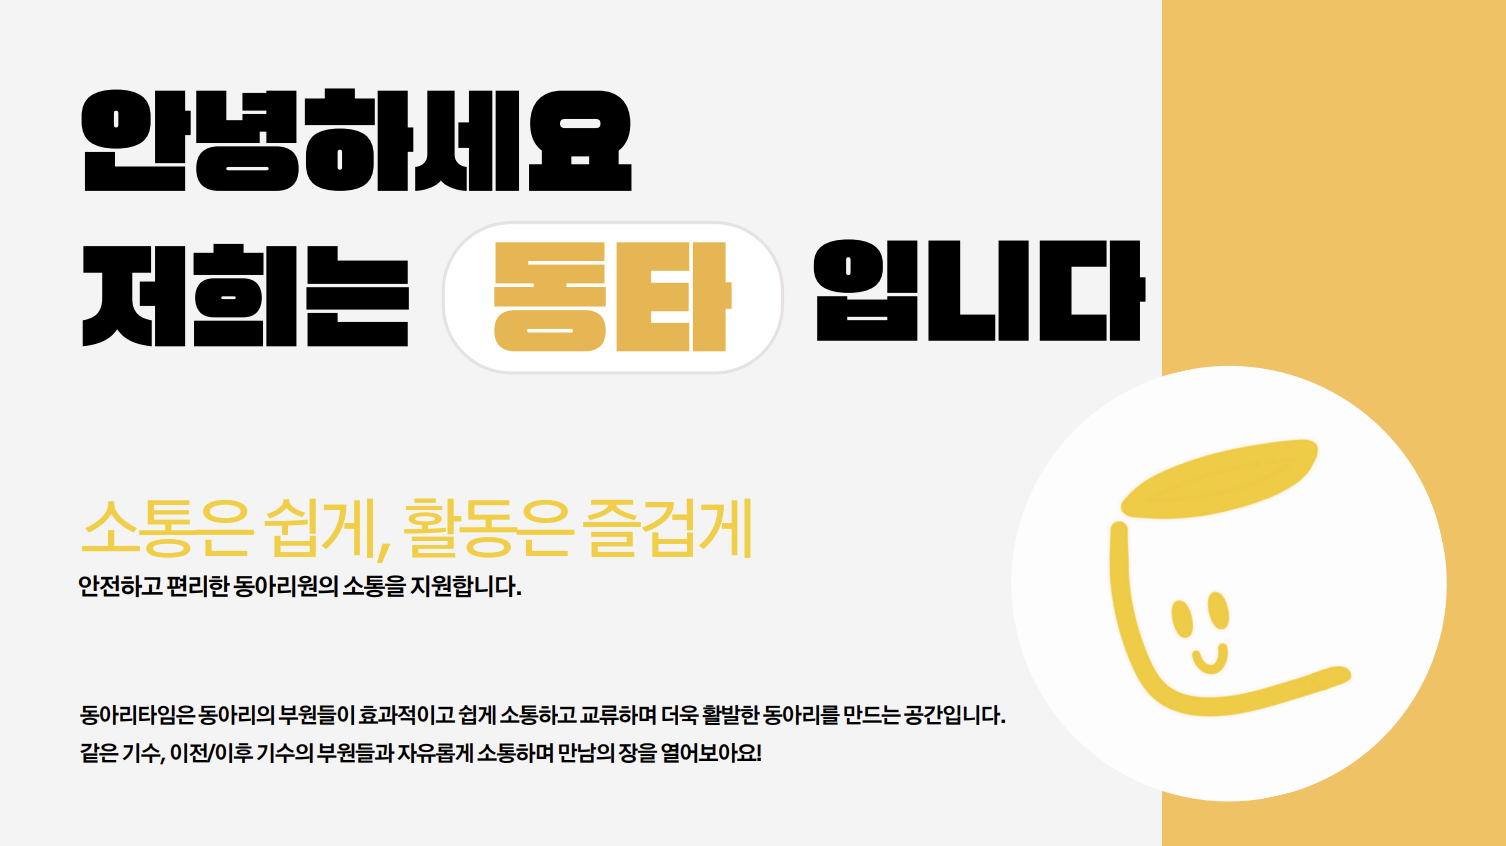 안녕하세요
저희는 동타 입니다
소통은 쉽게, 활동은 즐겁게
안전하고 편리한 동아리원의 소통을 지원합니다.
동아리타임은 동아리의 부원들이 효과적이고 쉽게 소통하고 교류하며 더욱 활발한 동아리를 만드는 공간입니다.
같은 기수, 이전/이후 기수의 부원들과 자유롭게 소통하며 만남의 장을 열어보아요!